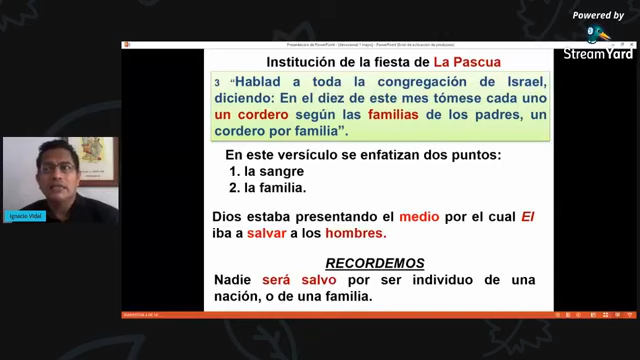 Powered by
StreamYard
Institución de la fiesta de La Pascua
3 “Hablad a toda la congregación de Israel,
diciendo: En el diez de este mes tómese cada uno
un cordero según las familias de los padres, un
cordero por familia”.
En este versículo se enfatizan dos puntos:
1. la sangre
2. la familia.
Ignacio Vidal
Dios estaba presentando el medio por el cual El
iba a salvar a los hombres.
RECORDEMOS
Nadie será salvo por ser individuo de una
nación, o de una familia.